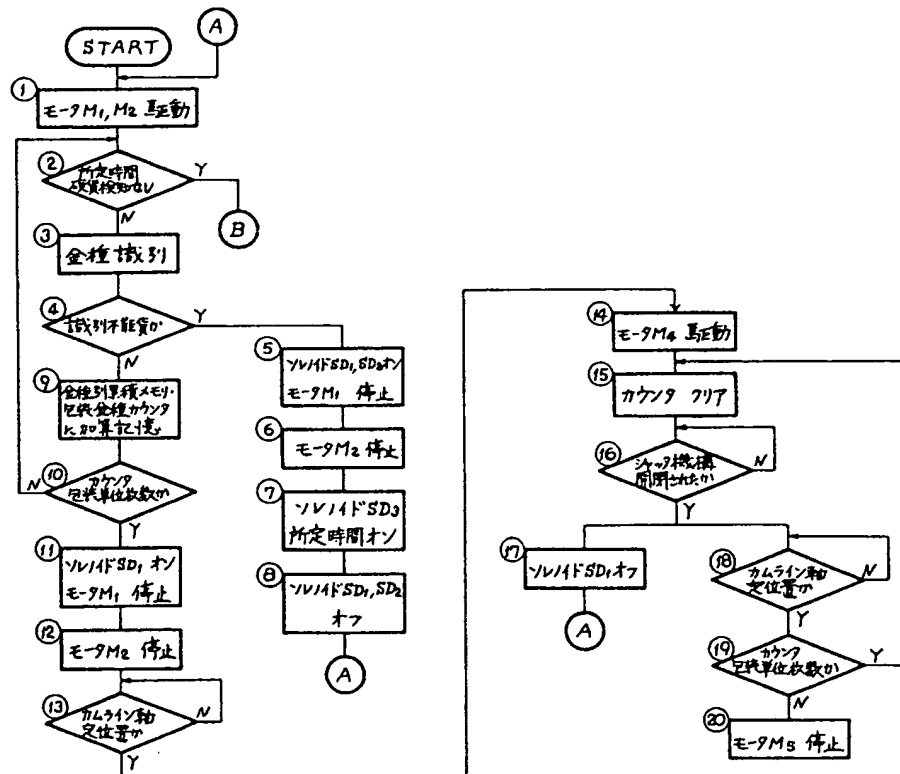 A
START
①
モータM1, M2 駆動
②
所定時間
硬貨検知なし
Y
N
B
③
金種識別
④
識別不能貨か
Y
N
⑤
ソレノイドSD1, SD2オン
モータM1 停止
⑥
モータM2 停止
⑦
ソレノイドSD3
所定時間オン
⑧
ソレノイドSD1, SD2
オフ
A
⑨
金種別累積メモリ・
包装金種カウンタ
に加算記憶
⑩
カウンタ
包装単位枚数か
N
Y
⑪
ソレノイドSD1 オン
モータM1 停止
⑫
モータM2 停止
⑬
カムライン軸
定位置か
N
Y
⑭
モータM4 駆動
⑮
カウンタ クリア
⑯
シャッタ機構
開閉されたか
N
Y
⑰
ソレノイドSD1オフ
A
⑱
カムライン軸
定位置か
N
Y
⑲
カウンタ
包装単位枚数か
Y
N
⑳
モータM5 停止